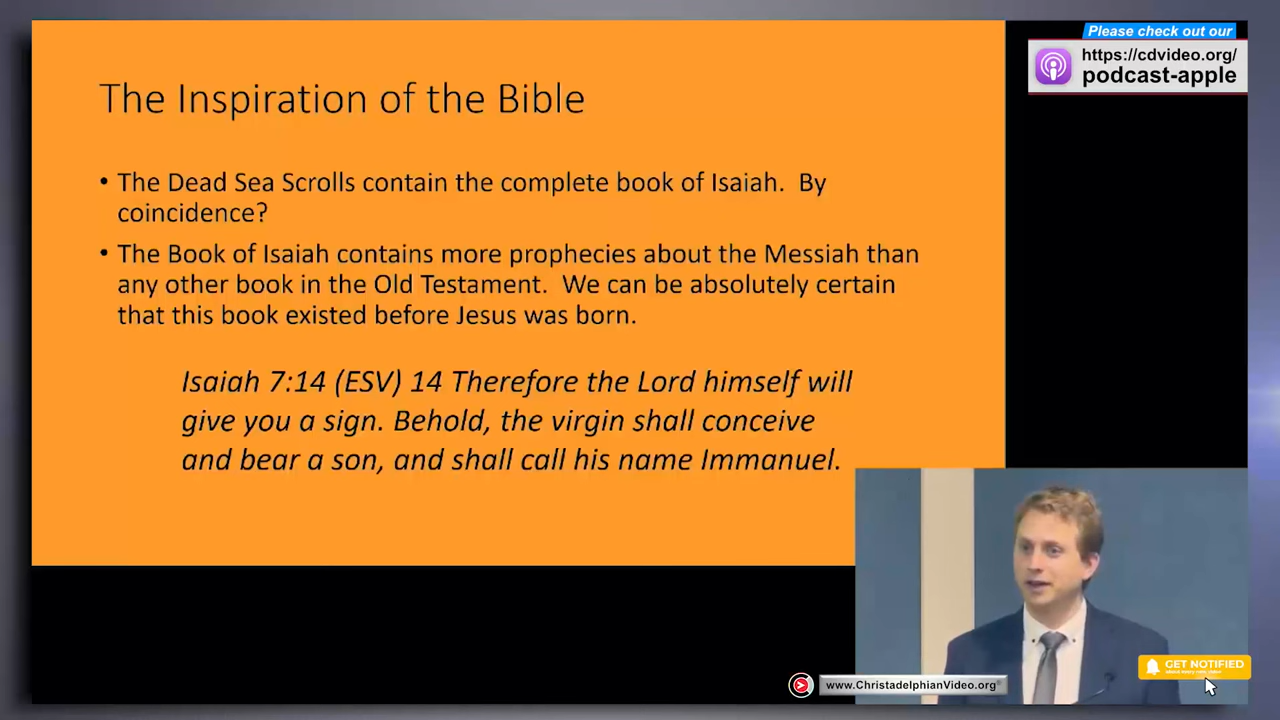 Please check out our
https://cdvideo.org/
podcast-apple
The Inspiration of the Bible
• The Dead Sea Scrolls contain the complete book of Isaiah.  By
coincidence?
• The Book of Isaiah contains more prophecies about the Messiah than
any other book in the Old Testament.  We can be absolutely certain
that this book existed before Jesus was born.
Isaiah 7:14 (ESV) 14 Therefore the Lord himself will
give you a sign. Behold, the virgin shall conceive
and bear a son, and shall call his name Immanuel.
GET NOTIFIED
about every new video
www.ChristadelphianVideo.org®